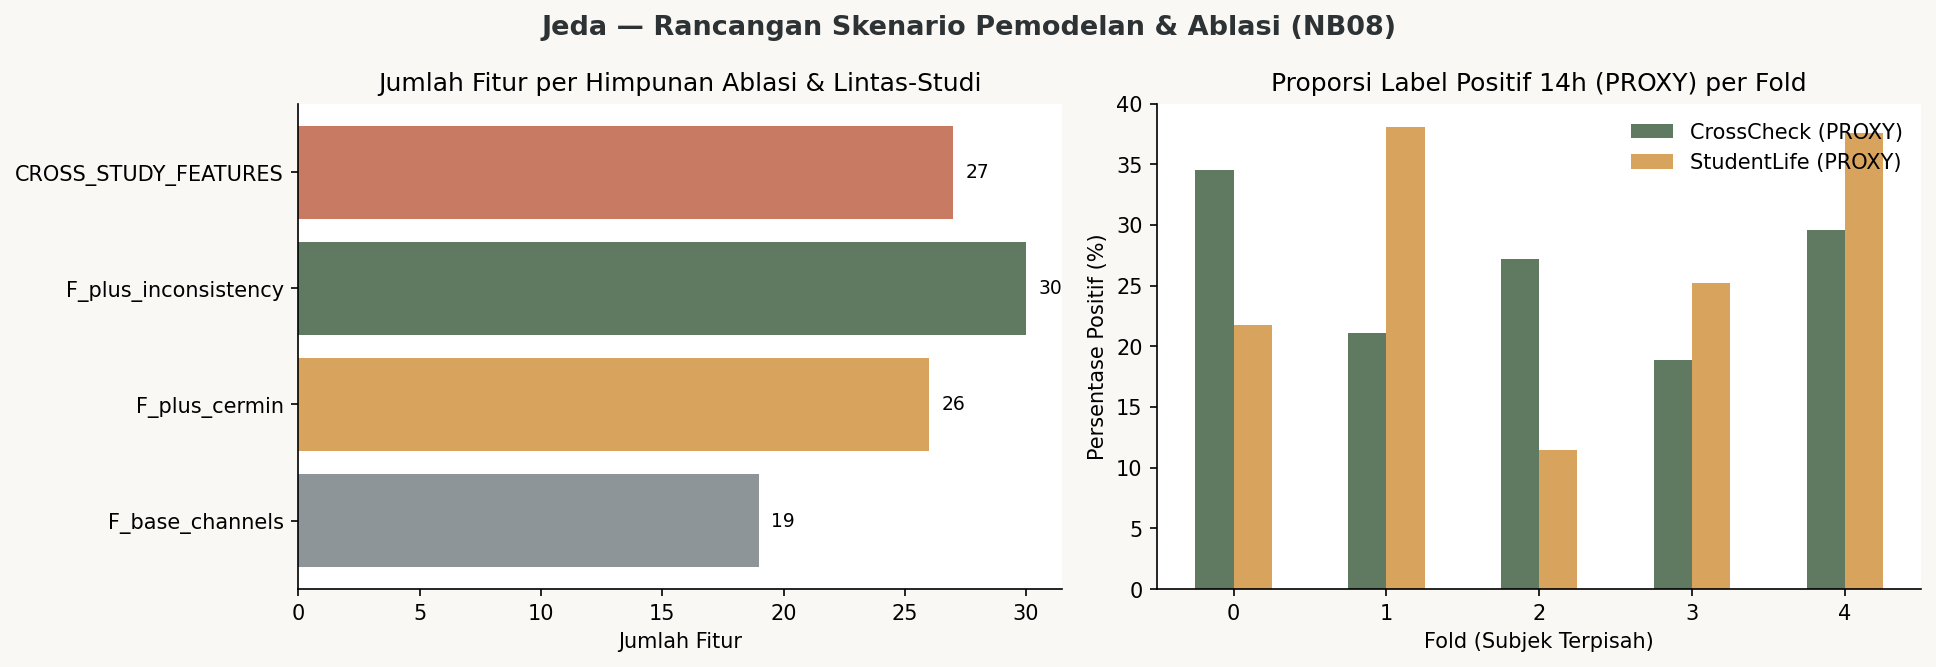 Jeda — Rancangan Skenario Pemodelan & Ablasi (NB08)
Jumlah Fitur per Himpunan Ablasi & Lintas-Studi
CROSS_STUDY_FEATURES
27
F_plus_inconsistency
30
F_plus_cermin
26
F_base_channels
19
0 5 10 15 20 25 30
Jumlah Fitur
Proporsi Label Positif 14h (PROXY) per Fold
CrossCheck (PROXY)
StudentLife (PROXY)
Persentase Positif (%)
40
35
30
25
20
15
10
5
0
0 1 2 3 4
Fold (Subjek Terpisah)